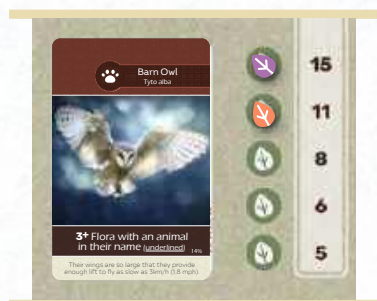 Barn Owl
Tyto alba
3+ Flora with an animal
in their name (underlined)
14%
Their wings are so large that they provide
enough lift to fly as slow as 3km/h (1.8 mph).
15
11
8
6
5